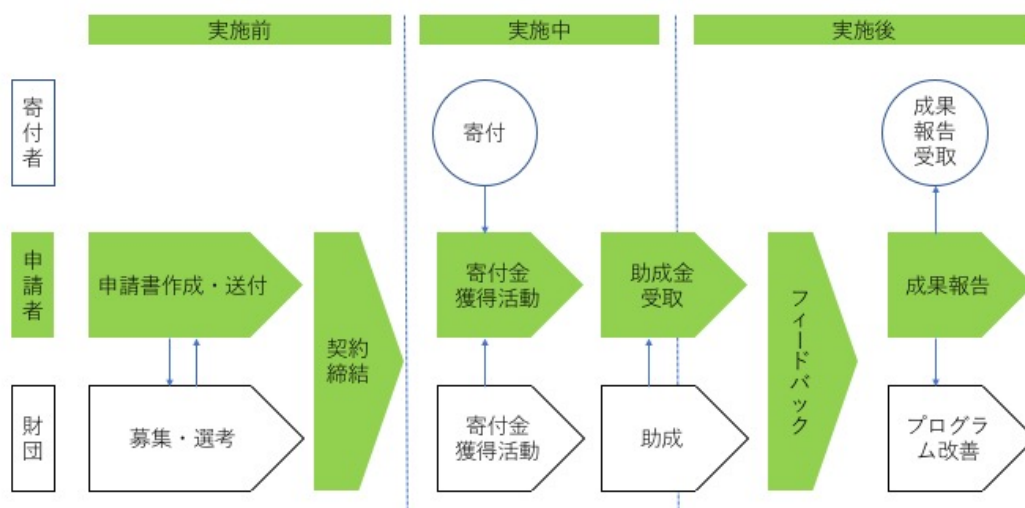 実施前
実施中
実施後
寄付者
寄付
成果
報告
受取
申請者
申請書作成・送付
契約
締結
寄付金
獲得活動
助成金
受取
フィードバック
成果報告
財団
募集・選考
寄付金
獲得活動
助成
プログラ
ム改善